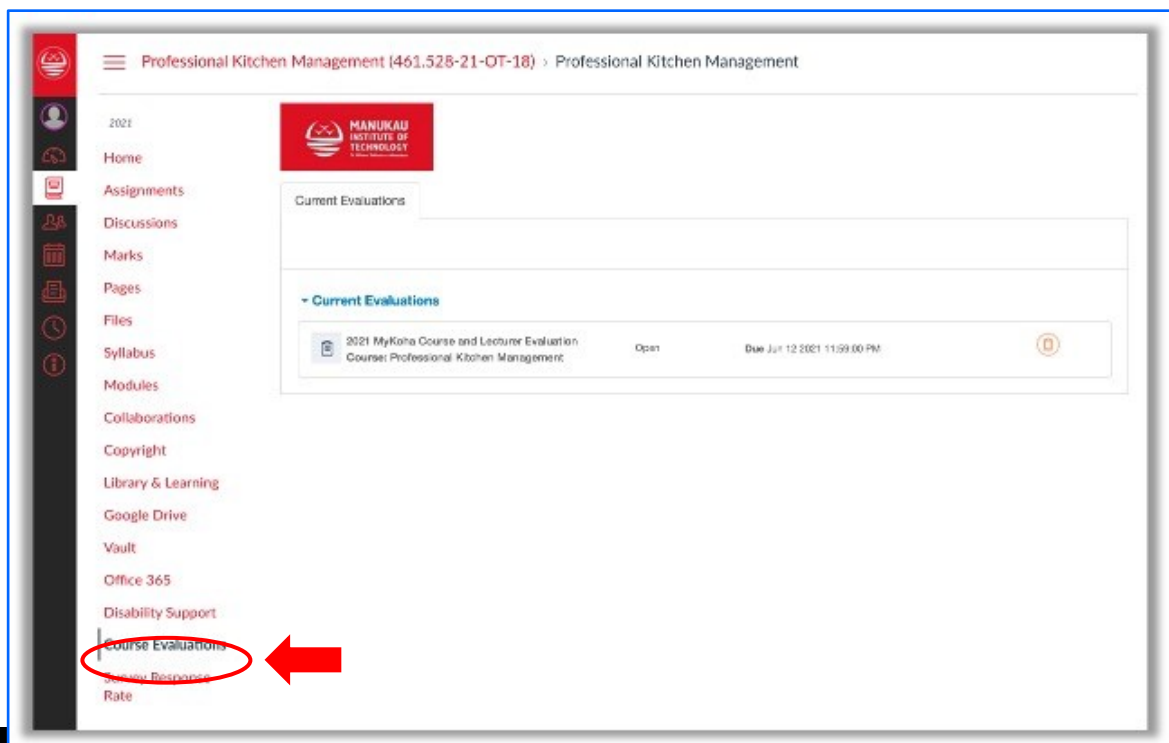 Professional Kitchen Management (461.528-21-OT-18) › Professional Kitchen Management
2021
Home
Assignments
Discussions
Marks
Pages
Files
Syllabus
Modules
Collaborations
Copyright
Library & Learning
Google Drive
Vault
Office 365
Disability Support
Course Evaluations
Survey Response
Rate
MANUKAU
INSTITUTE OF
TECHNOLOGY
Current Evaluations
Current Evaluations
2021 MyKoha Course and Lecturer Evaluation
Course: Professional Kitchen Management
Open
Due Jun 12 2021 11:59:00 PM